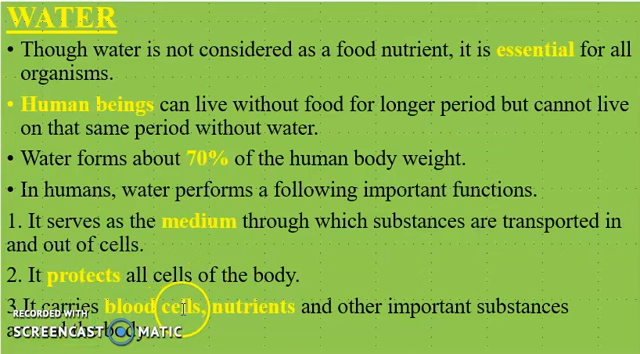 WATER
• Though water is not considered as a food nutrient, it is essential for all
organisms.
• Human beings can live without food for longer period but cannot live
on that same period without water.
• Water forms about 70% of the human body weight.
• In humans, water performs a following important functions.
1. It serves as the medium through which substances are transported in
and out of cells.
2. It protects all cells of the body.
3.It carries blood cells, nutrients and other important substances
RECORDED WITH
SCREENCAST MATIC